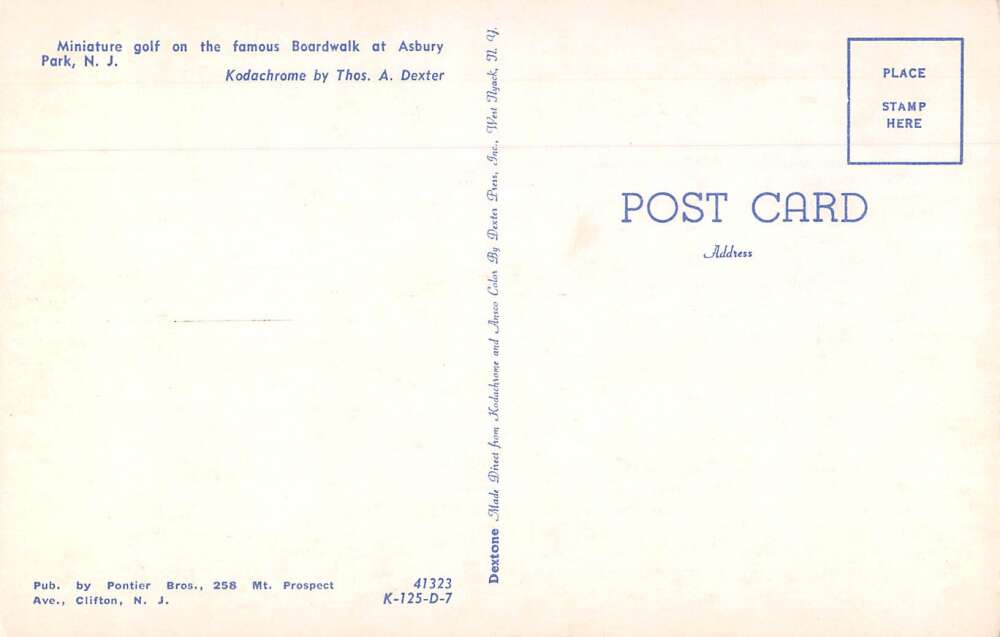 Miniature golf on the famous Boardwalk at Asbury
Park, N. J.
Kodachrome by Thos. A. Dexter
Pub. by Pontier Bros., 258 Mt. Prospect
Ave., Clifton, N. J.
41323
K-125-D-7
Dextone Made Direct from Kodachrome and Ansco Color By Dexter Press, Inc., West Nyack, N. Y.
PLACE
STAMP
HERE
POST CARD
Address